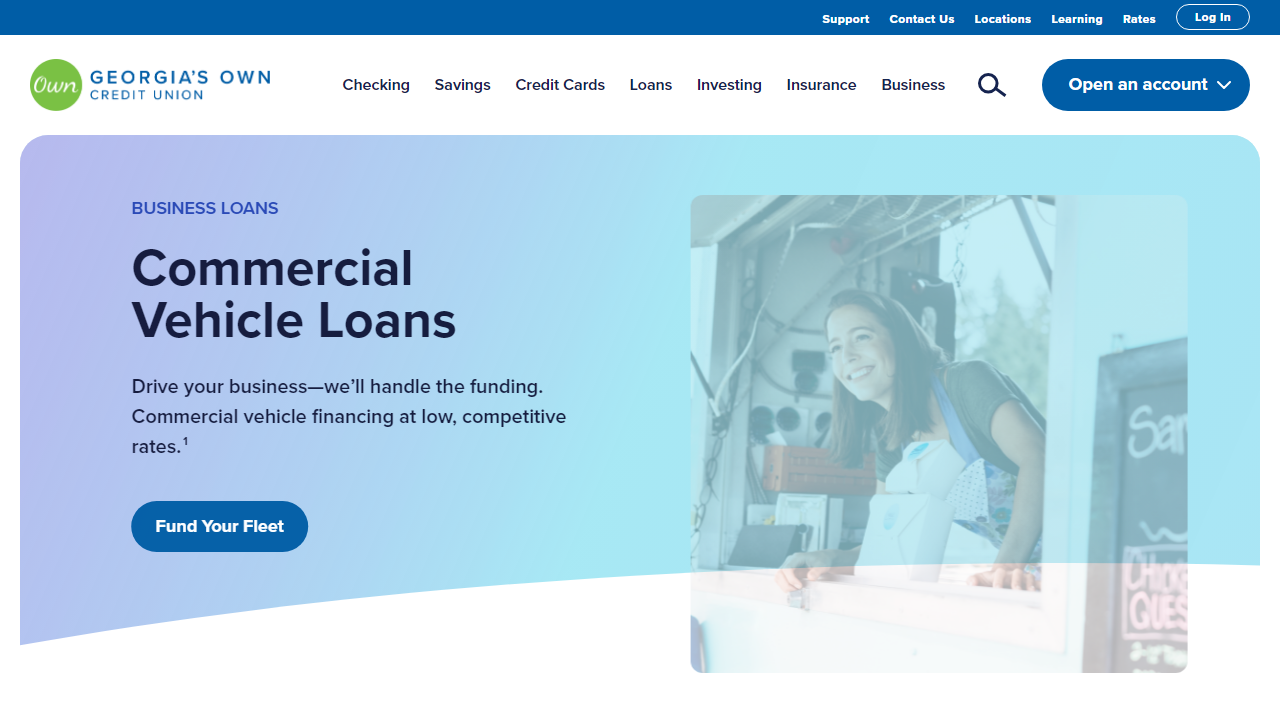 Support Contact Us Locations Learning Rates Log In
Own GEORGIA'S OWN
CREDIT UNION
Checking Savings Credit Cards Loans Investing Insurance Business Open an account
BUSINESS LOANS
Commercial
Vehicle Loans
Drive your business—we’ll handle the funding.
Commercial vehicle financing at low, competitive
rates.¹
Fund Your Fleet
QUES